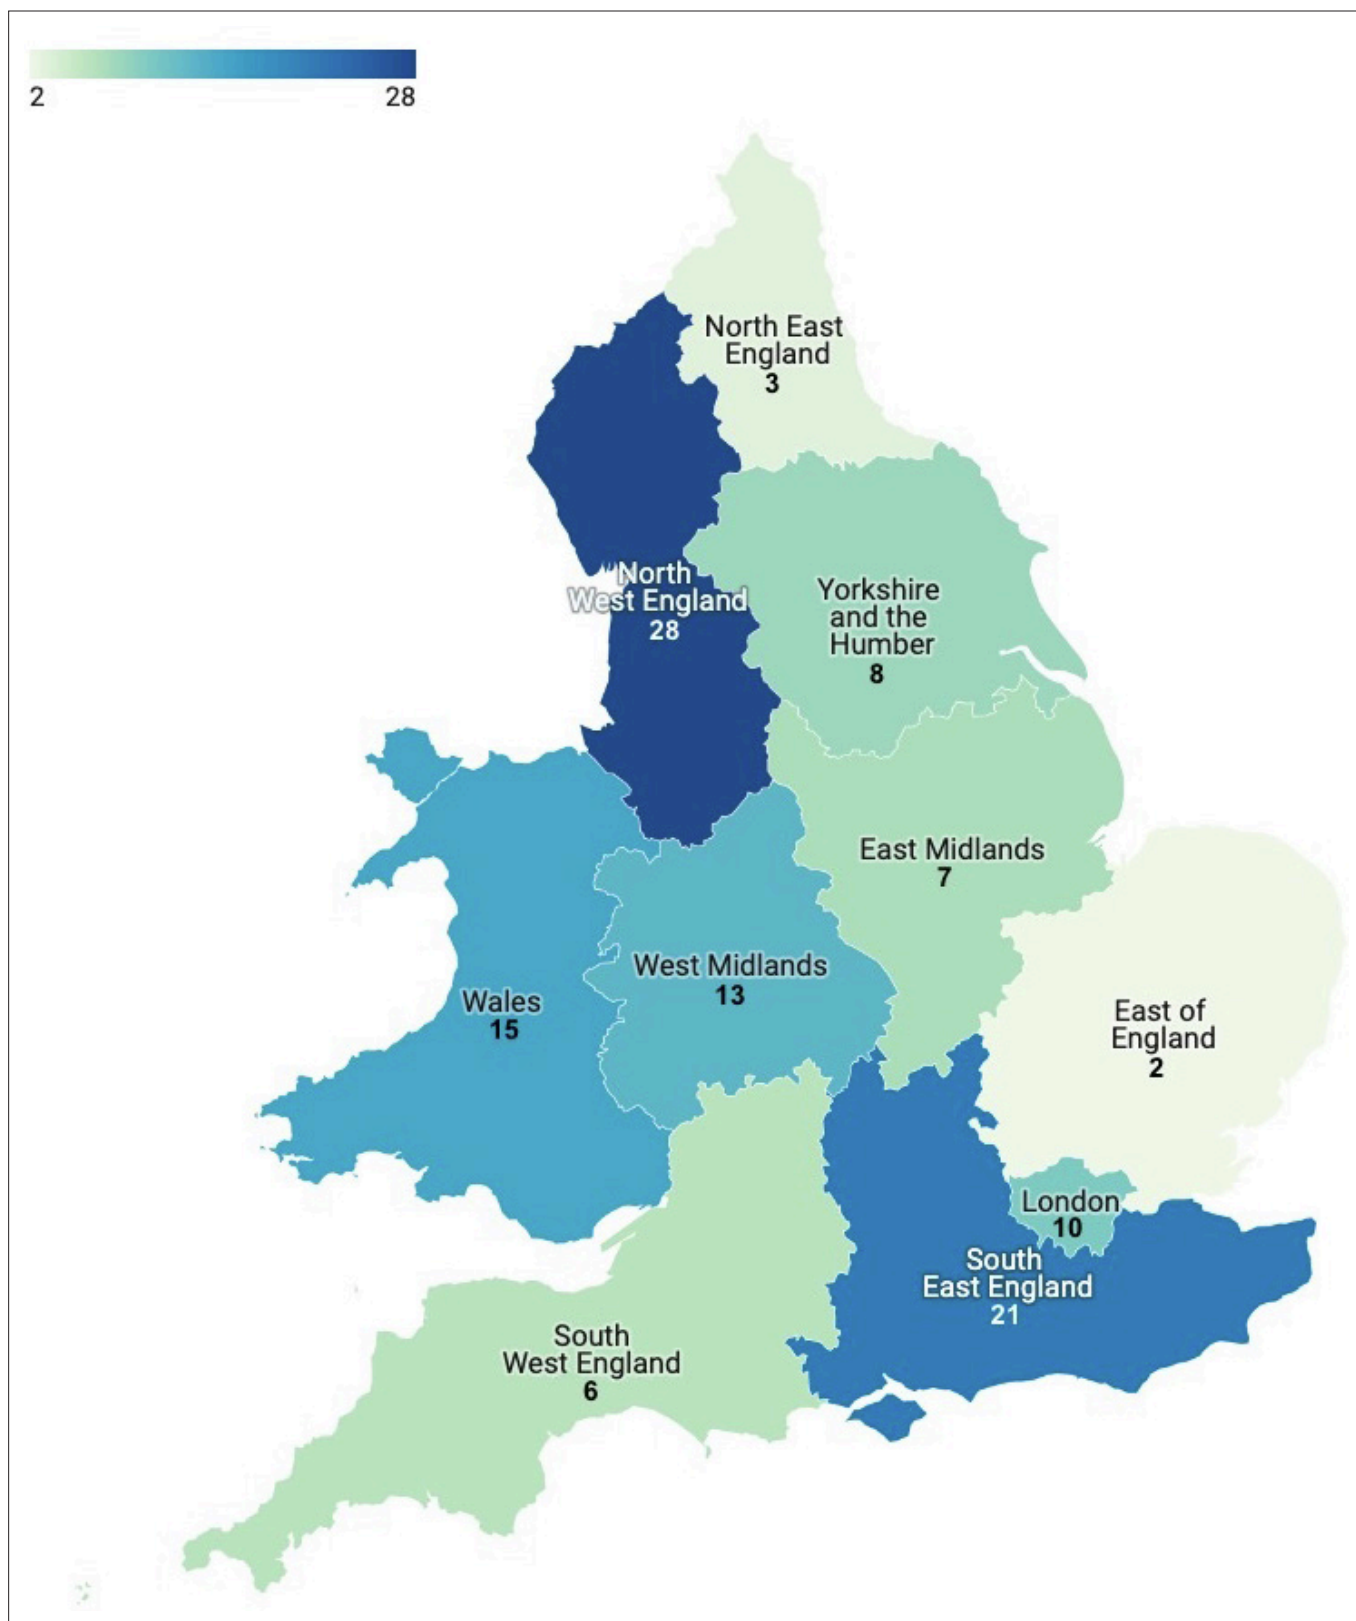 2
28
North East
England
3
North
West England
28
Yorkshire
and the
Humber
8
East Midlands
7
West Midlands
13
Wales
15
East of
England
2
London
10
South
East England
21
South
West England
6